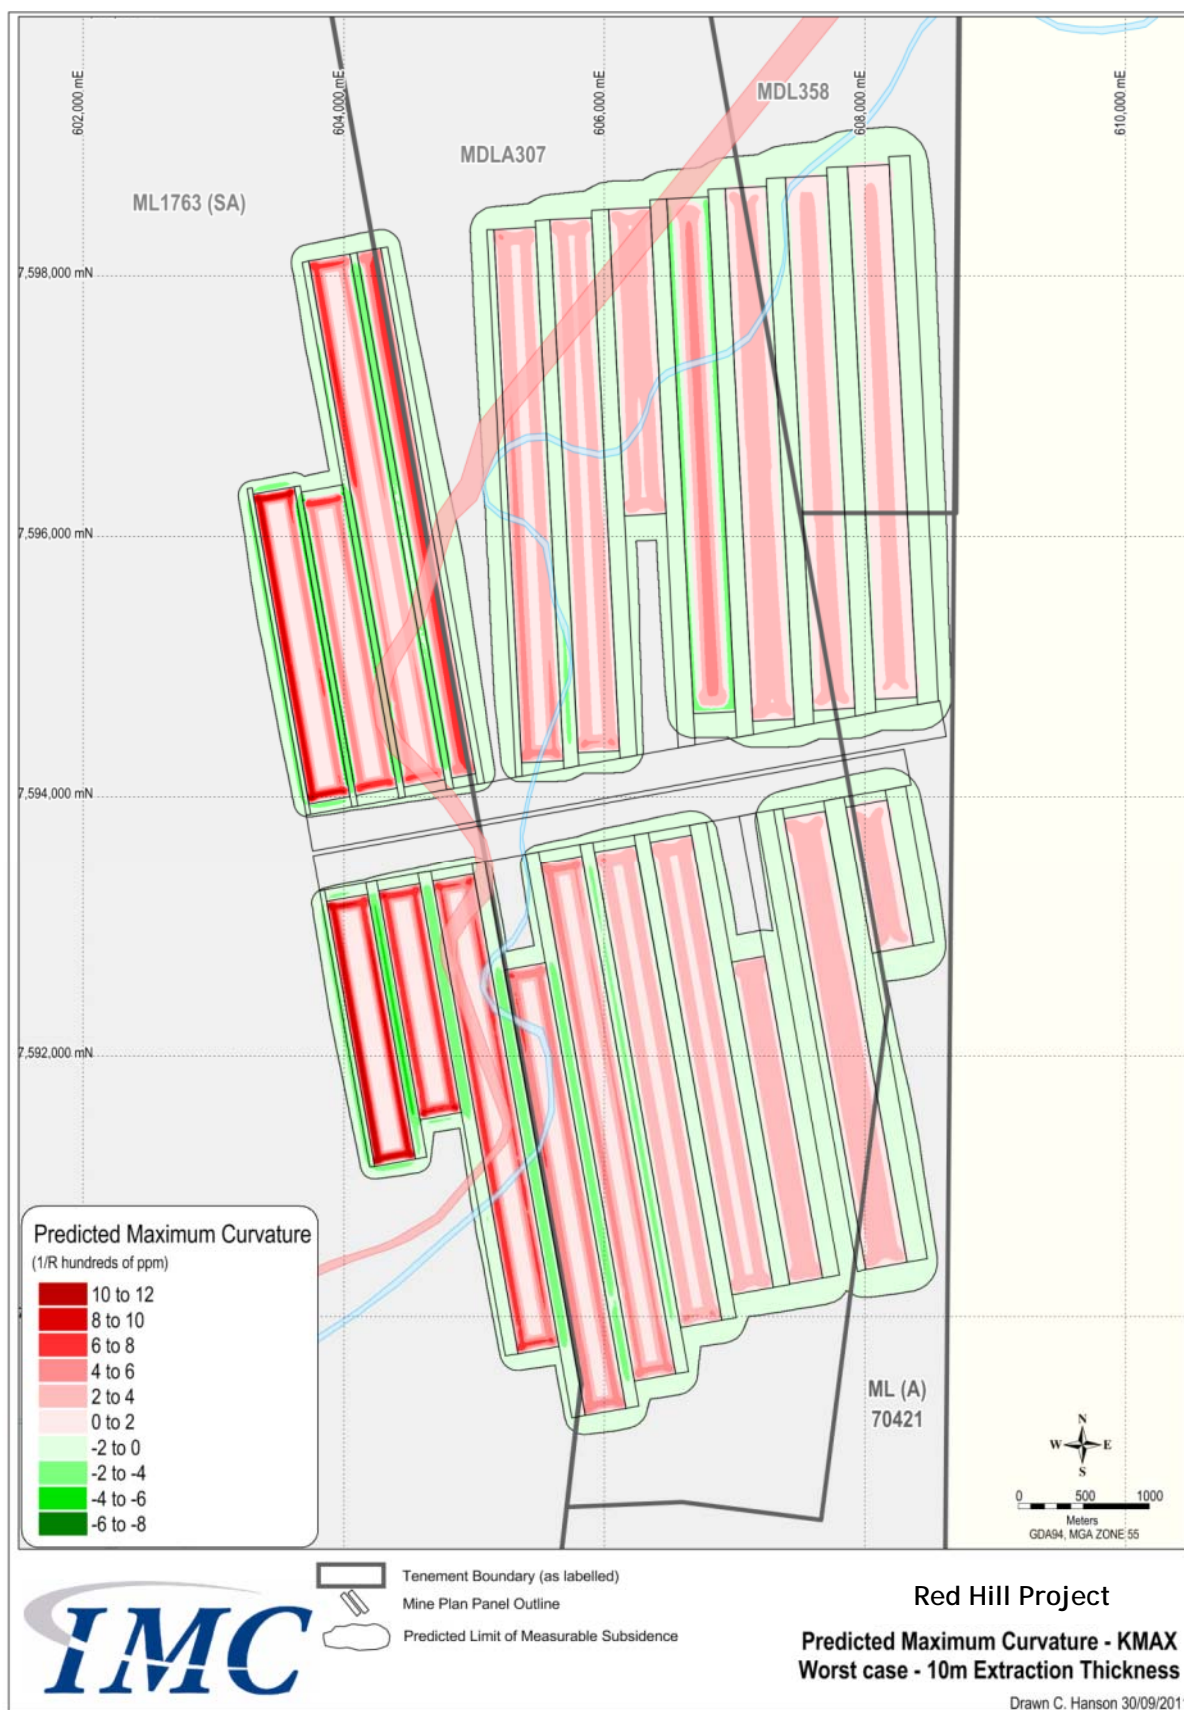 602,000 mE
604,000 mE
606,000 mE
608,000 mE
610,000 mE
MDL358
MDLA307
ML1763 (SA)
7,598,000 mN
7,596,000 mN
7,594,000 mN
7,592,000 mN
Predicted Maximum Curvature
(1/R hundreds of ppm)
10 to 12
8 to 10
6 to 8
4 to 6
2 to 4
0 to 2
-2 to 0
-2 to -4
-4 to -6
-6 to -8
ML (A)
70421
N
W E
S
0 500 1000
Meters
GDA94, MGA ZONE 55
IMC
Tenement Boundary (as labelled)
Mine Plan Panel Outline
Predicted Limit of Measurable Subsidence
Red Hill Project
Predicted Maximum Curvature - KMAX
Worst case - 10m Extraction Thickness
Drawn C. Hanson 30/09/2011